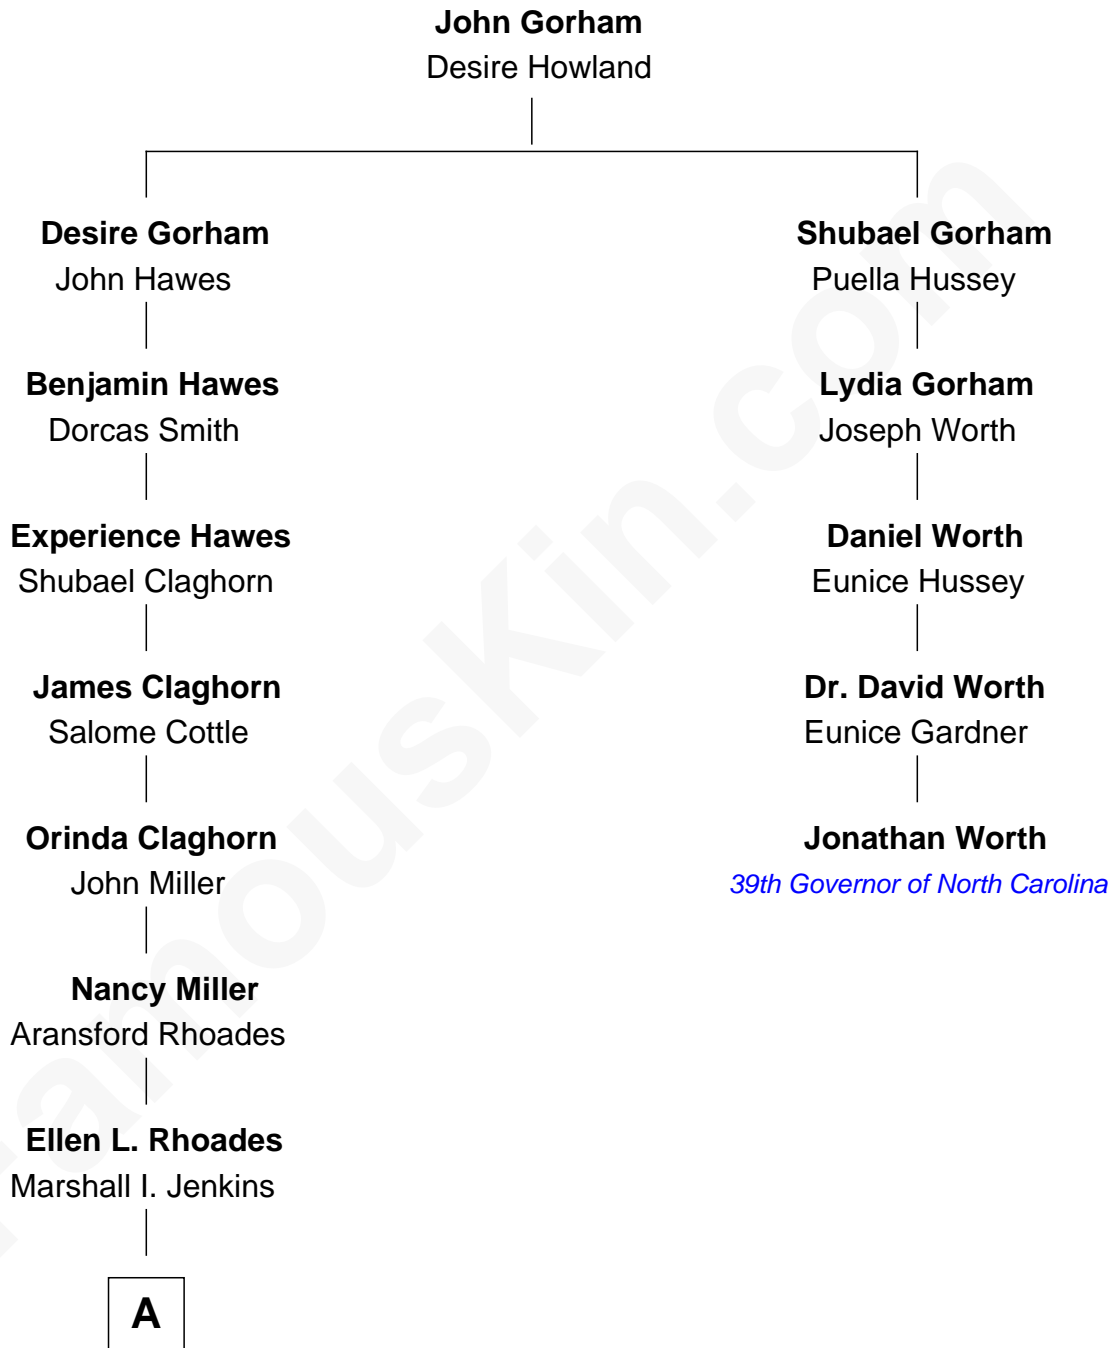 John Gorham
Desire Howland
Desire Gorham
John Hawes
Shubael Gorham
Puella Hussey
Benjamin Hawes
Dorcas Smith
Lydia Gorham
Joseph Worth
Experience Hawes
Shubael Claghorn
Daniel Worth
Eunice Hussey
James Claghorn
Salome Cottle
Dr. David Worth
Eunice Gardner
Orinda Claghorn
John Miller
Jonathan Worth
39th Governor of North Carolina
Nancy Miller
Aransford Rhoades
Ellen L. Rhoades
Marshall I. Jenkins
A
FamousKin.com